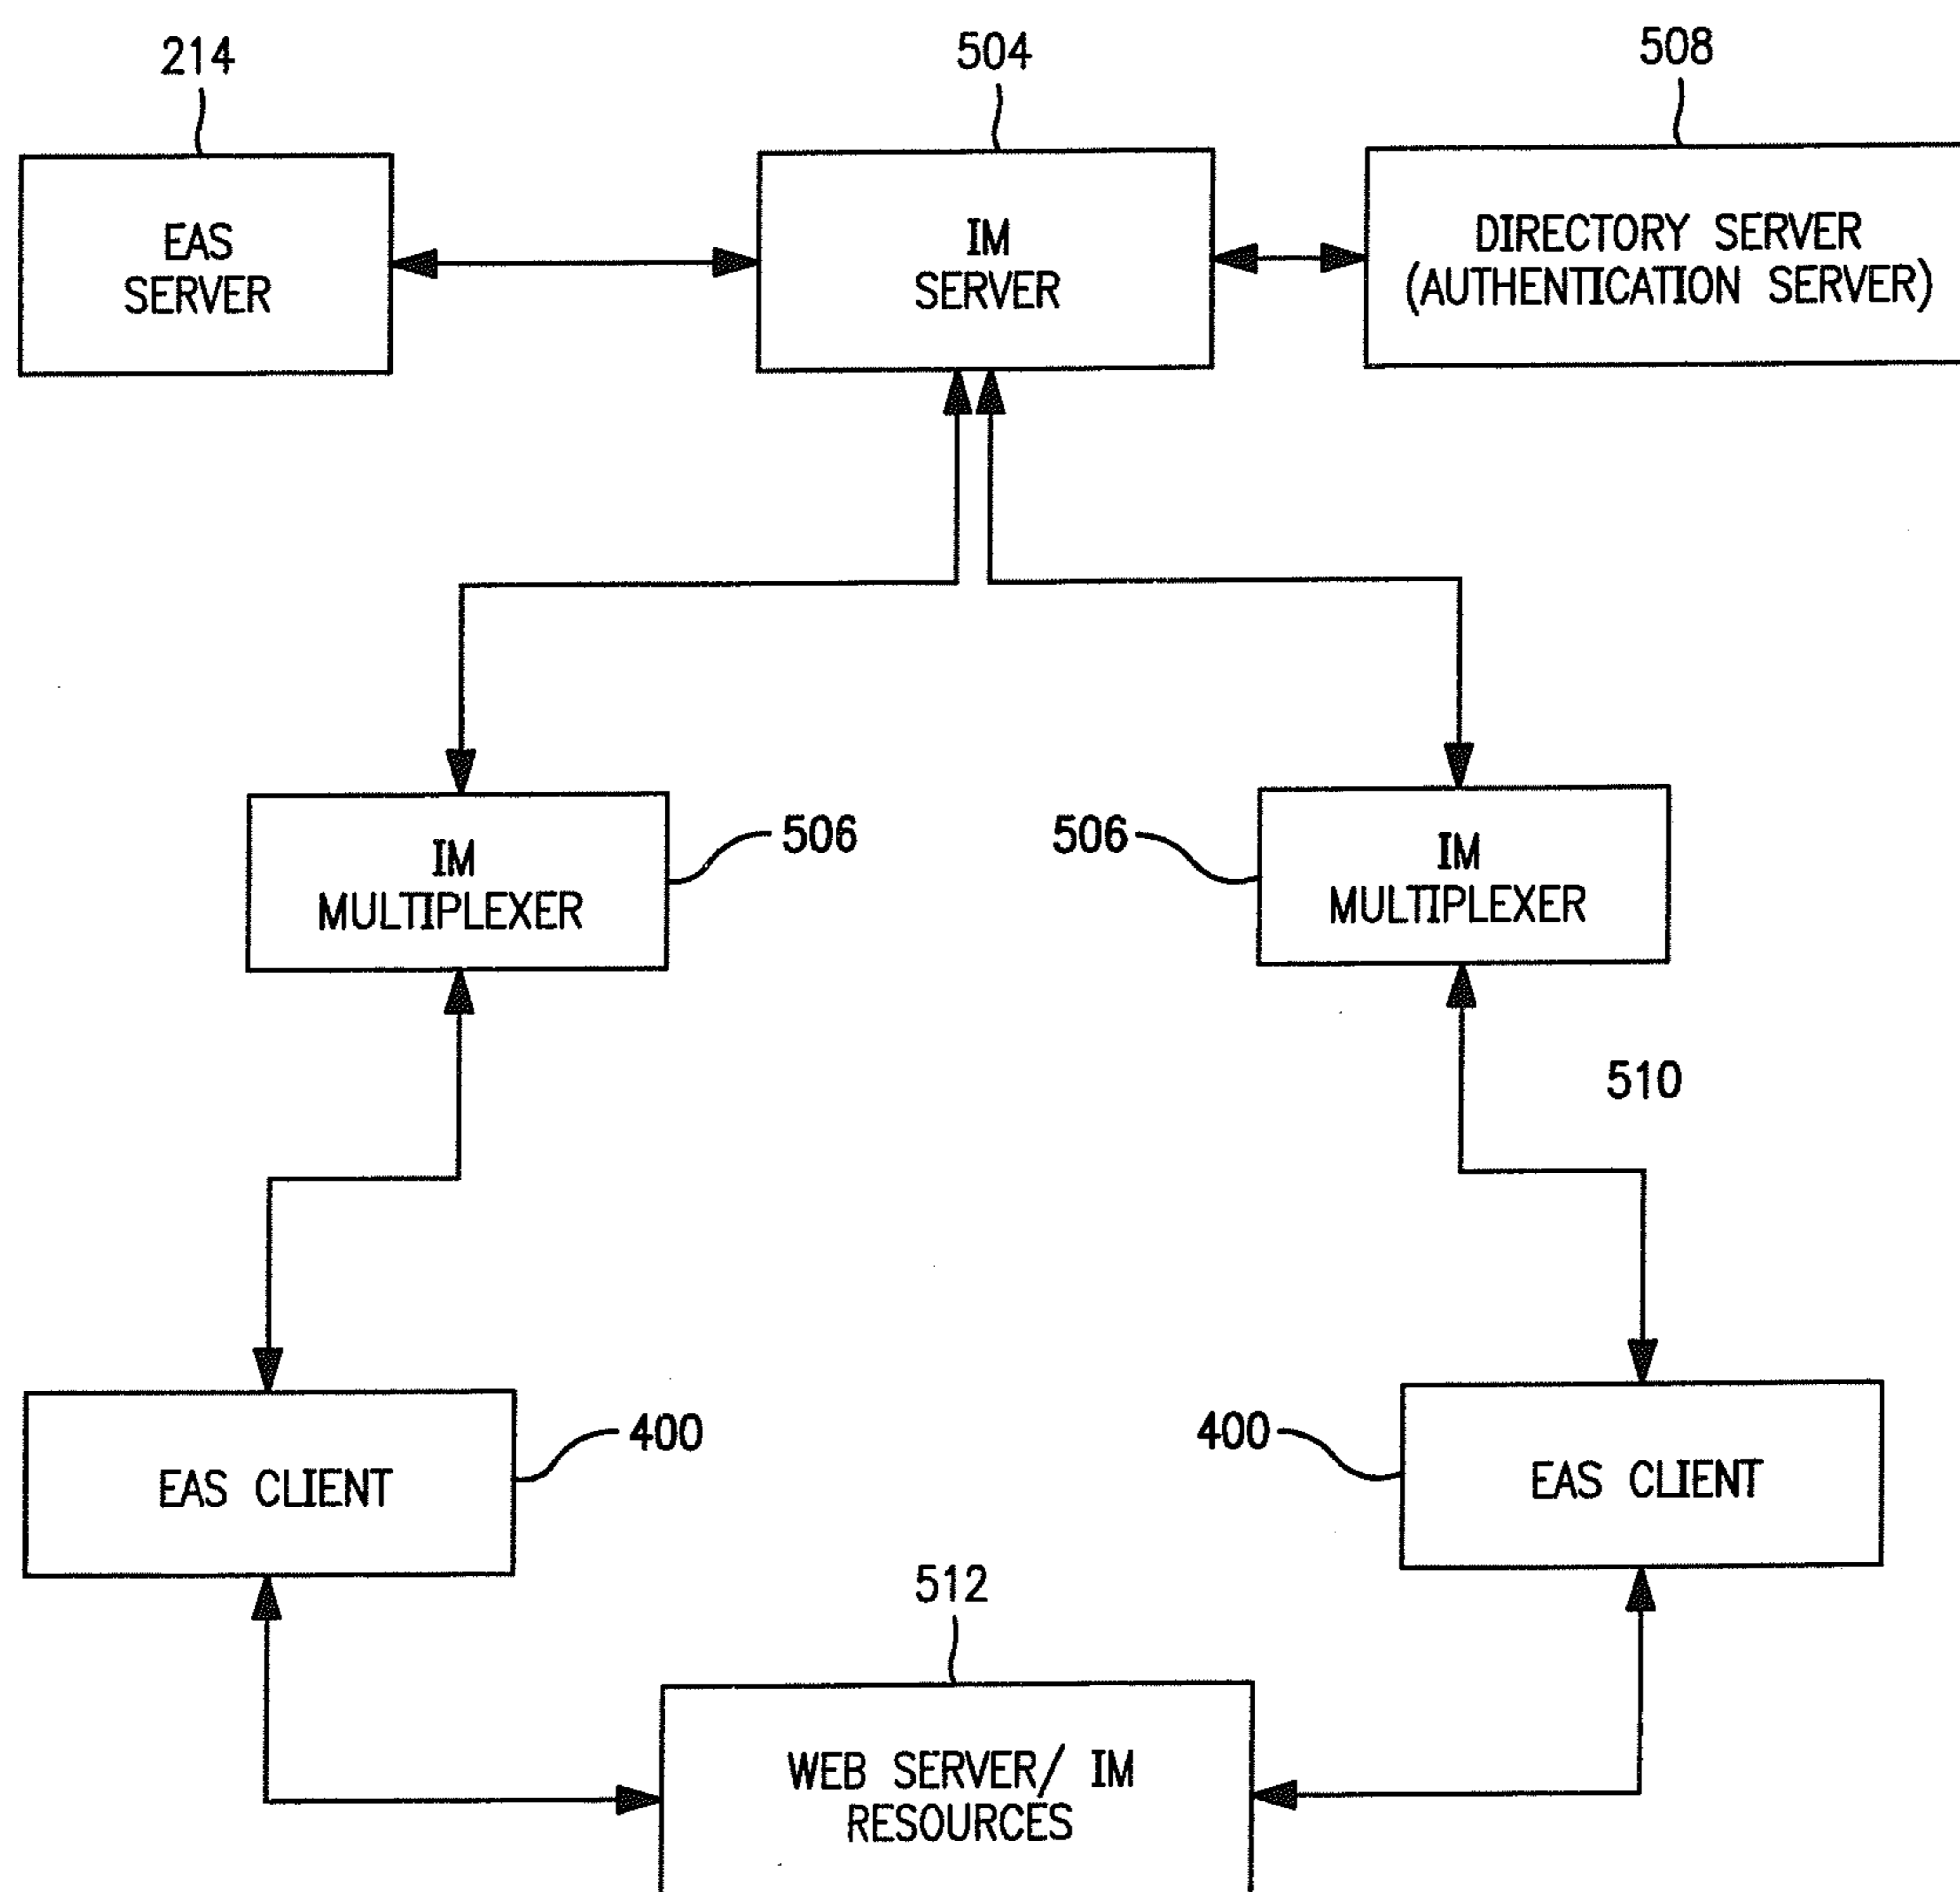 214
504
508
EAS
SERVER
IM
SERVER
DIRECTORY SERVER
(AUTHENTICATION SERVER)
IM
MULTIPLEXER
506
506
IM
MULTIPLEXER
510
EAS CLIENT
400
400
EAS CLIENT
512
WEB SERVER/ IM
RESOURCES